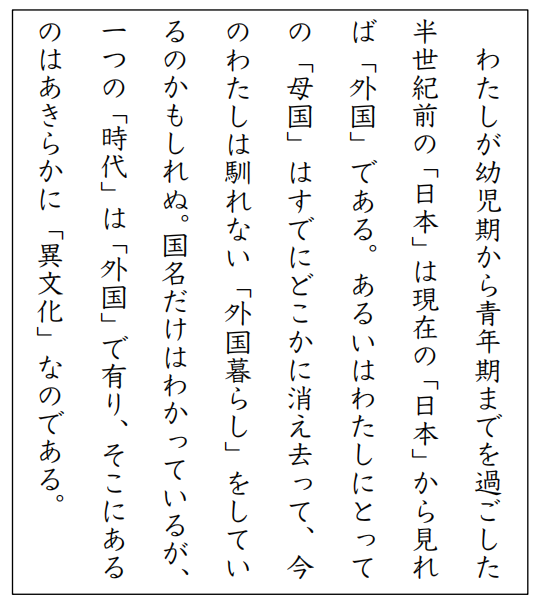 わたしが幼児期から青年期までを過ごした
半世紀前の「日本」は現在の「日本」から見れ
ば「外国」である。あるいはわたしにとって
の「母国」はすでにどこかに消え去って、今
のわたしは馴れない「外国暮らし」をしてい
るのかもしれぬ。国名だけはわかっているが、
一つの「時代」は「外国」で有り、そこにある
のはあきらかに「異文化」なのである。